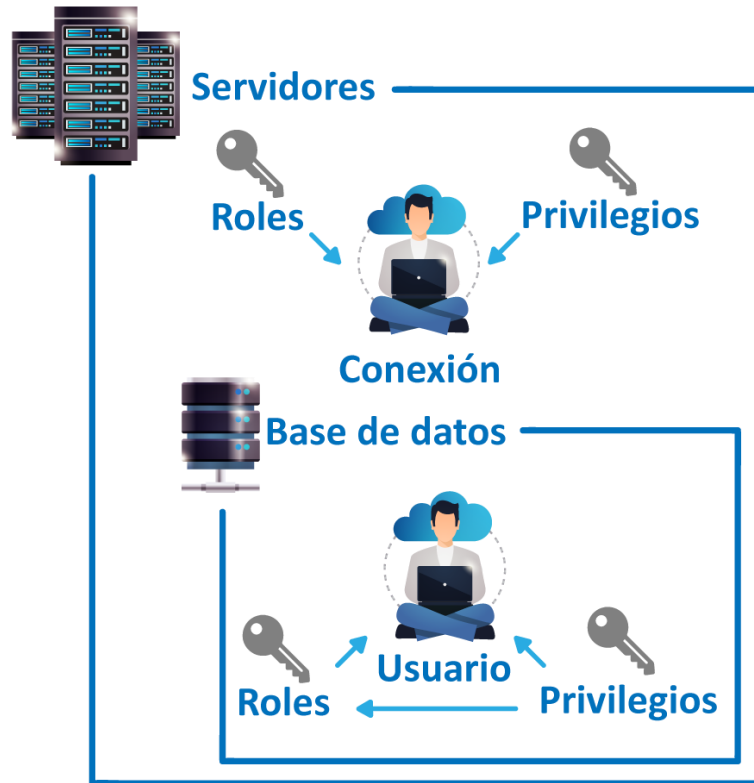 Servidores
Roles
Privilegios
Conexión
Base de datos
Usuario
Roles
Privilegios